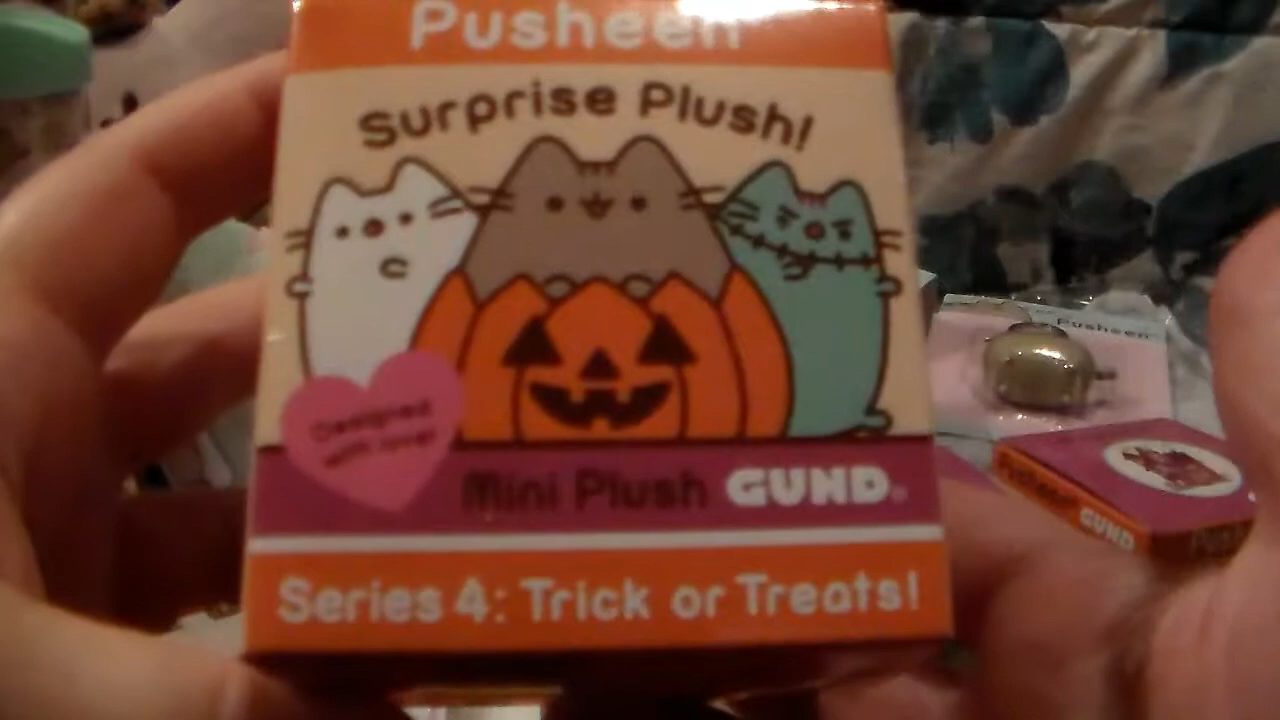 Pusheen
Surprise Plush!
Designed
with love!
Mini Plush GUND®
Series 4: Trick or Treats!
Pusheen
Pusheen GUND